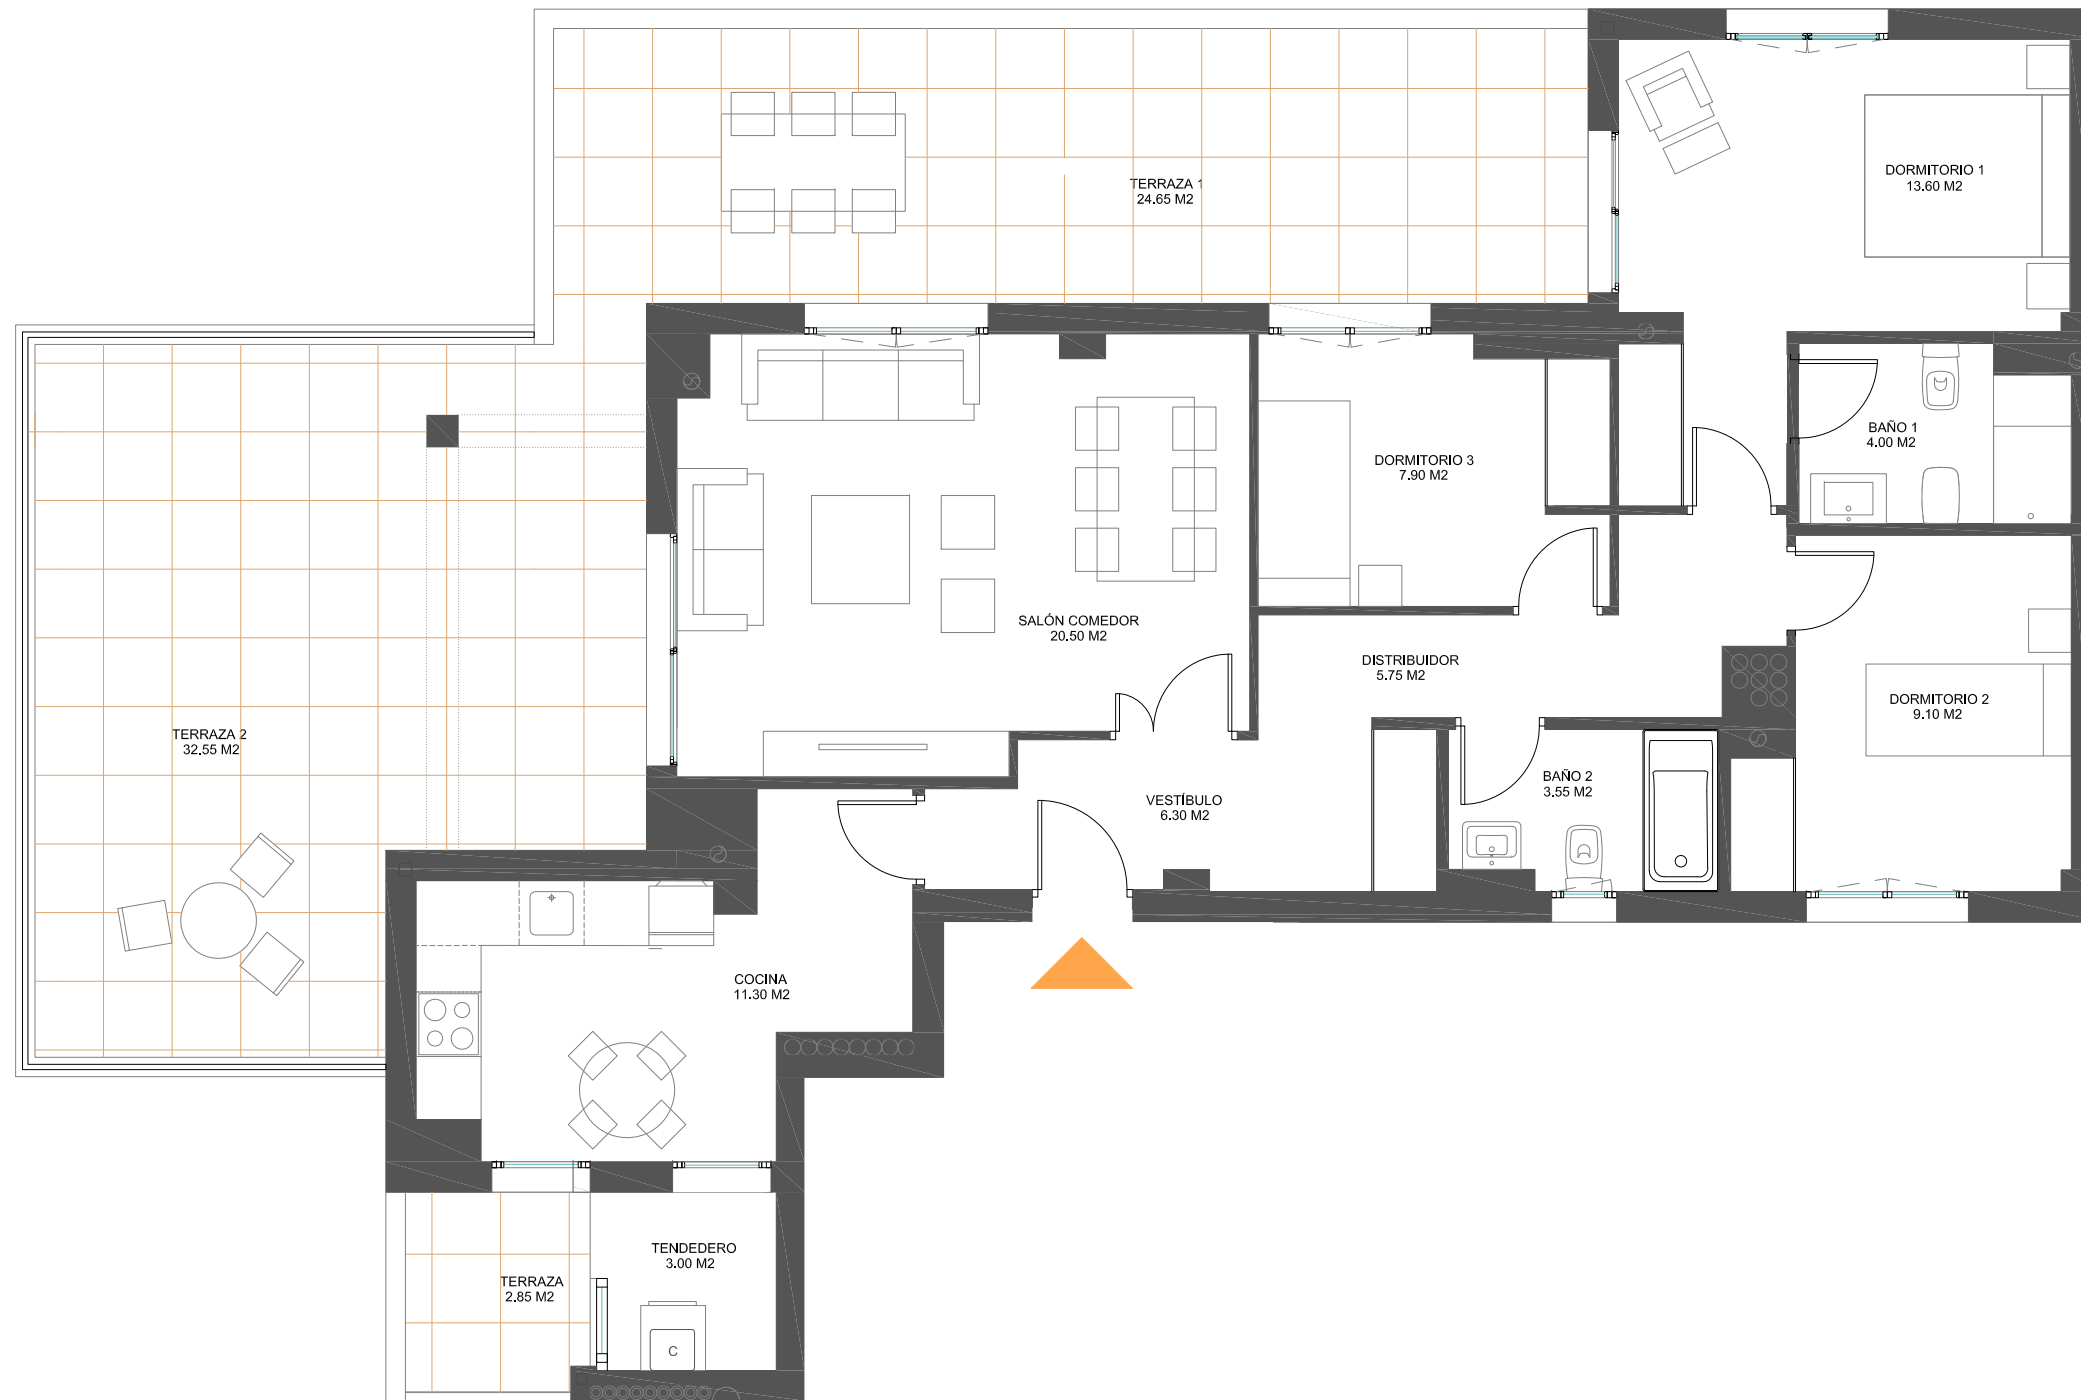 DORMITORIO 1
13.60 M2
TERRAZA 1
24.65 M2
BAÑO 1
4.00 M2
DORMITORIO 3
7.90 M2
SALÓN COMEDOR
20.50 M2
DISTRIBUIDOR
5.75 M2
DORMITORIO 2
9.10 M2
TERRAZA 2
32.55 M2
BAÑO 2
3.55 M2
VESTÍBULO
6.30 M2
COCINA
11.30 M2
TENDEDERO
3.00 M2
TERRAZA
2.85 M2
C